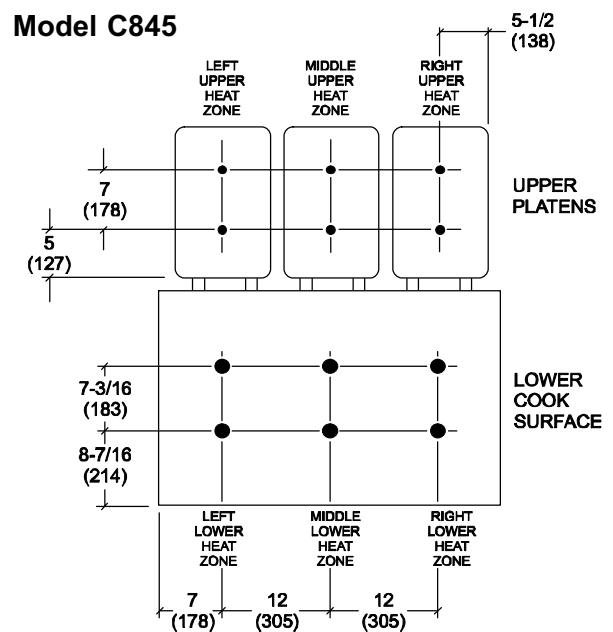 Model C845
5-1/2
(138)
LEFT
UPPER
HEAT
ZONE
MIDDLE
UPPER
HEAT
ZONE
RIGHT
UPPER
HEAT
ZONE
7
(178)
5
(127)
UPPER
PLATENS
7-3/16
(183)
8-7/16
(214)
LOWER
COOK
SURFACE
LEFT
LOWER
HEAT
ZONE
MIDDLE
LOWER
HEAT
ZONE
RIGHT
LOWER
HEAT
ZONE
7
(178)
12
(305)
12
(305)